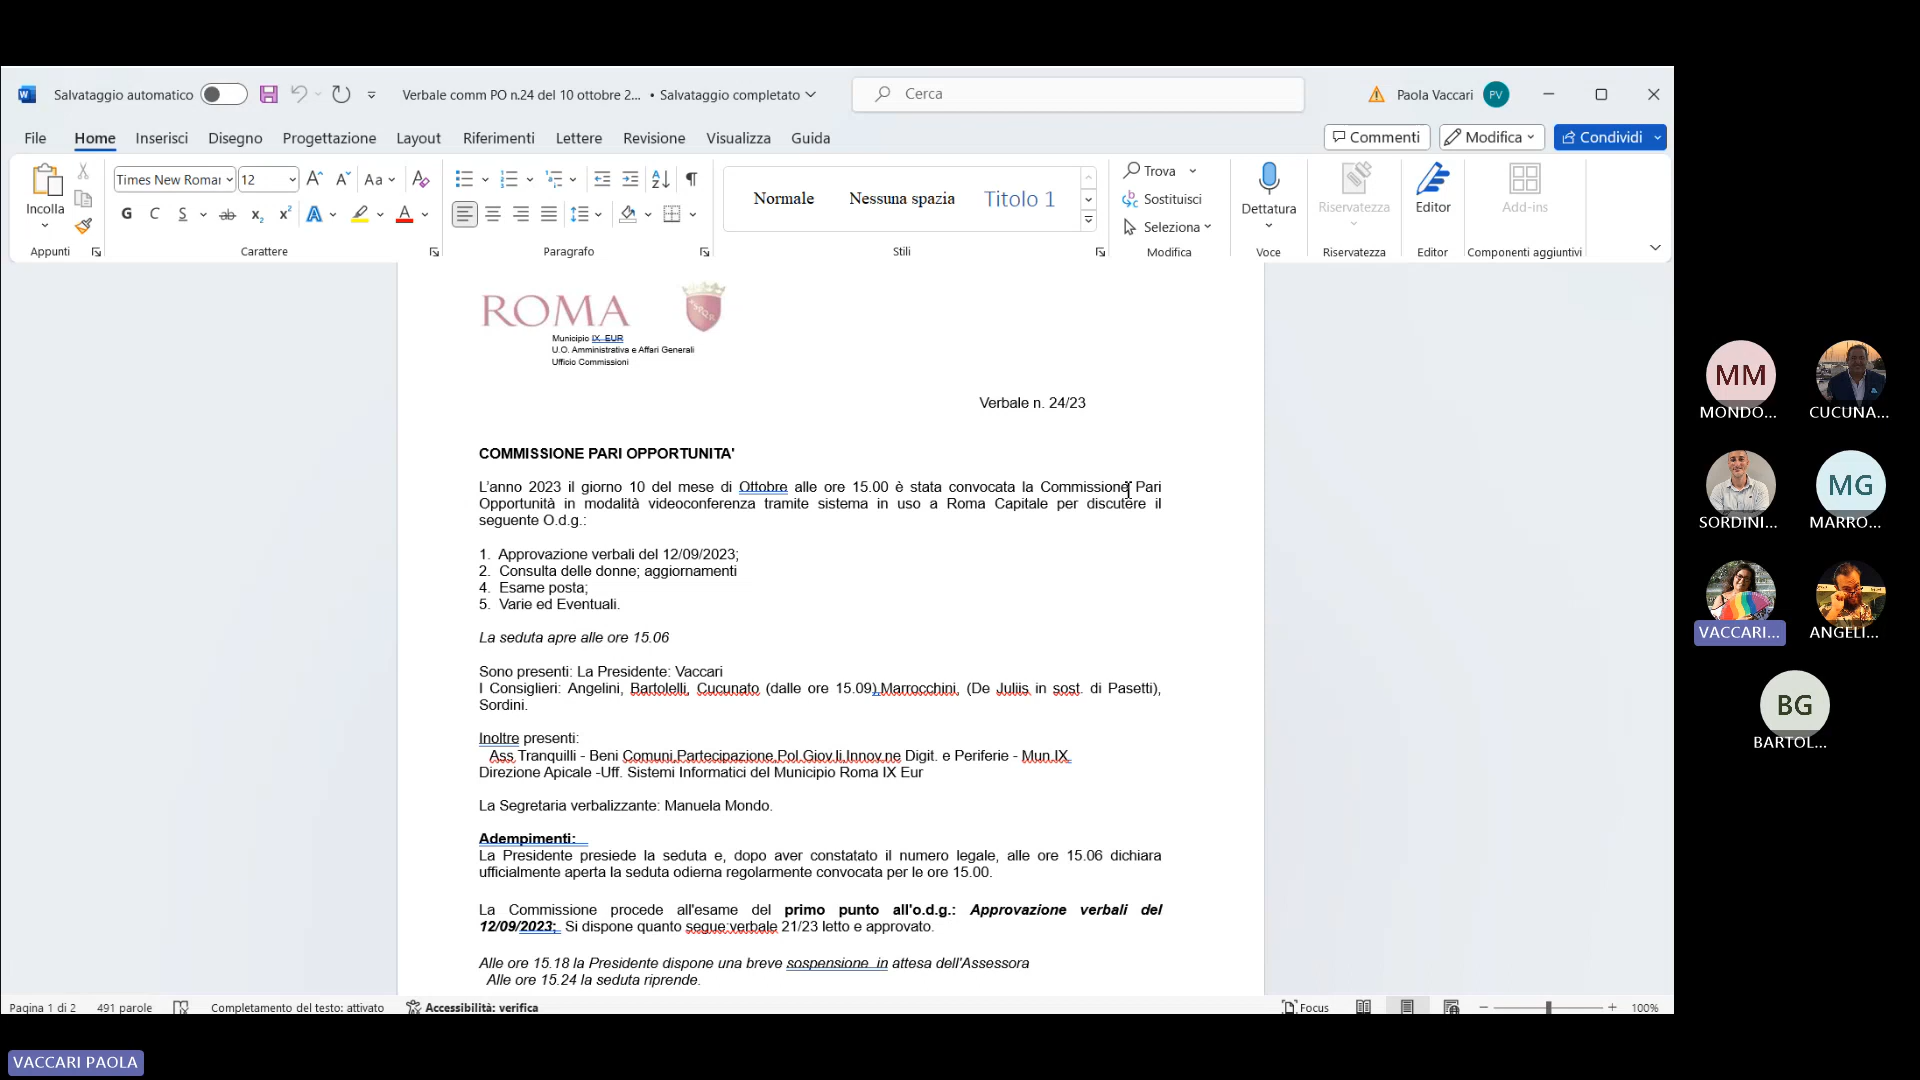 Salvataggio automatico
Verbale comm PO n.24 del 10 ottobre 2... • Salvataggio completato
Cerca
Paola Vaccari PV
File Home Inserisci Disegno Progettazione Layout Riferimenti Lettere Revisione Visualizza Guida
Commenti Modifica Condividi
Incolla
Times New Roman 12
Aa
G C S ab x₂ x² A A
Normale Nessuna spazia Titolo 1
Trova
Sostituisci
Seleziona
Dettatura
Riservatezza
Editor
Add-ins
Appunti Carattere Paragrafo Stili Modifica Voce Riservatezza Editor Componenti aggiuntivi
ROMA
Municipio IX EUR
U.O. Amministrativa e Affari Generali
Ufficio Commissioni
Verbale n. 24/23
COMMISSIONE PARI OPPORTUNITA'
L'anno 2023 il giorno 10 del mese di Ottobre alle ore 15.00 è stata convocata la Commissione Pari
Opportunità in modalità videoconferenza tramite sistema in uso a Roma Capitale per discutere il
seguente O.d.g.:
1. Approvazione verbali del 12/09/2023;
2. Consulta delle donne; aggiornamenti
4. Esame posta;
5. Varie ed Eventuali.
La seduta apre alle ore 15.06
Sono presenti: La Presidente: Vaccari
I Consiglieri: Angelini, Bartolelli, Cucunato (dalle ore 15.09),Marrocchini, (De Juliis in sost. di Pasetti),
Sordini.
Inoltre presenti:
Ass.Tranquilli - Beni Comuni,Partecipazione,Pol.Giov.li,Innov.ne Digit. e Periferie - Mun.IX
Direzione Apicale -Uff. Sistemi Informatici del Municipio Roma IX Eur
La Segretaria verbalizzante: Manuela Mondo.
Adempimenti:
La Presidente presiede la seduta e, dopo aver constatato il numero legale, alle ore 15.06 dichiara
ufficialmente aperta la seduta odierna regolarmente convocata per le ore 15.00.
La Commissione procede all'esame del primo punto all'o.d.g.: Approvazione verbali del
12/09/2023; Si dispone quanto segue:verbale 21/23 letto e approvato.
Alle ore 15.18 la Presidente dispone una breve sospensione in attesa dell'Assessora
Alle ore 15.24 la seduta riprende.
Pagina 1 di 2 491 parole Completamento del testo: attivato Accessibilità: verifica
Focus
100%
MM
MONDO...
CUCUNA...
SORDINI...
MG
MARRO...
VACCARI...
ANGELI...
BG
BARTOL...
VACCARI PAOLA